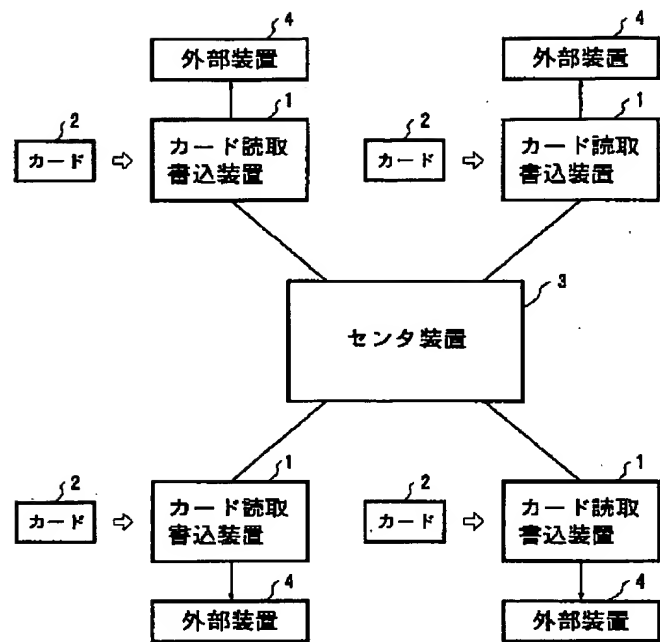 4
4
外部装置
外部装置
1
1
2
2
カード
カード読取
書込装置
カード
カード読取
書込装置
3
センタ装置
1
1
2
2
カード
カード読取
書込装置
カード
カード読取
書込装置
4
4
外部装置
外部装置